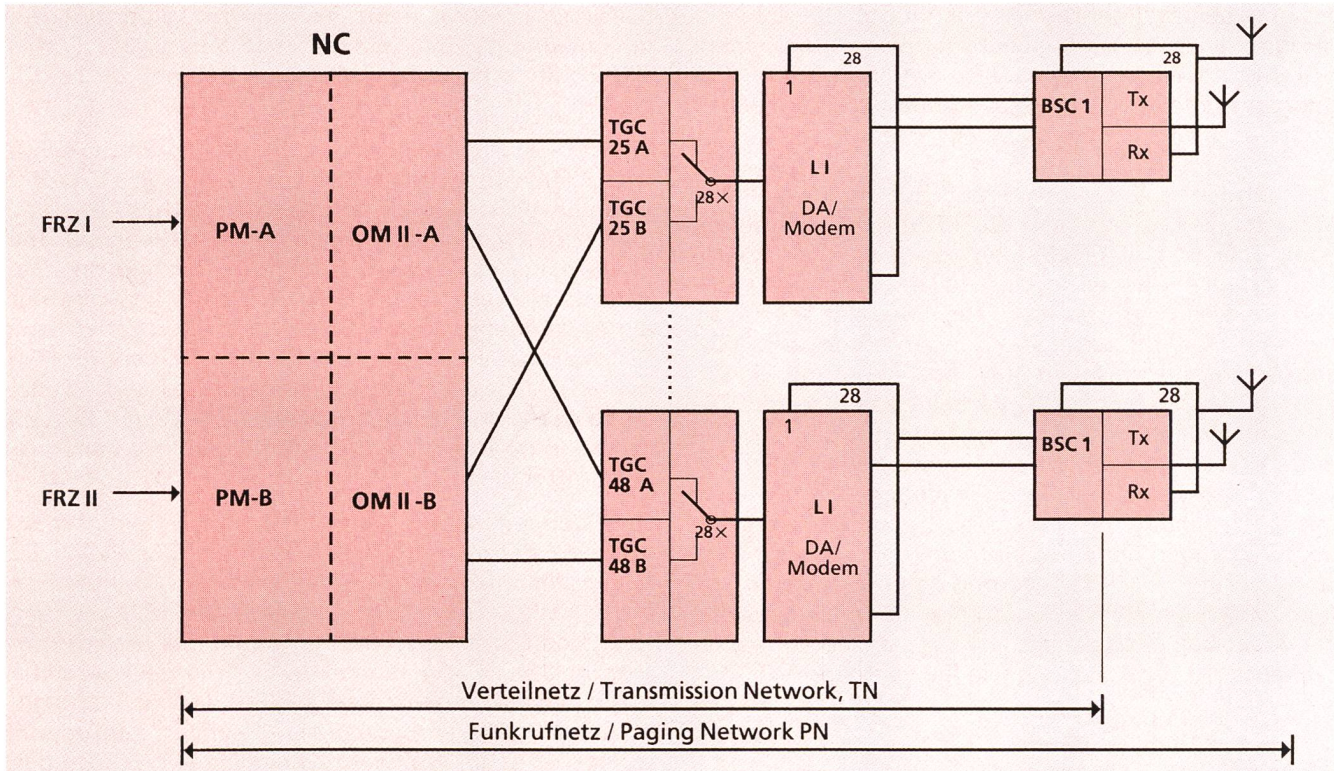 NC
FRZ I
PM-A
OM II -A
FRZ II
PM-B
OM II -B
TGC
25 A
TGC
25 B
28×
28
1
L I
DA/
Modem
28
BSC 1
Tx
Rx
TGC
48 A
TGC
48 B
28×
28
1
L I
DA/
Modem
28
BSC 1
Tx
Rx
Verteilnetz / Transmission Network, TN
Funkrufnetz / Paging Network PN